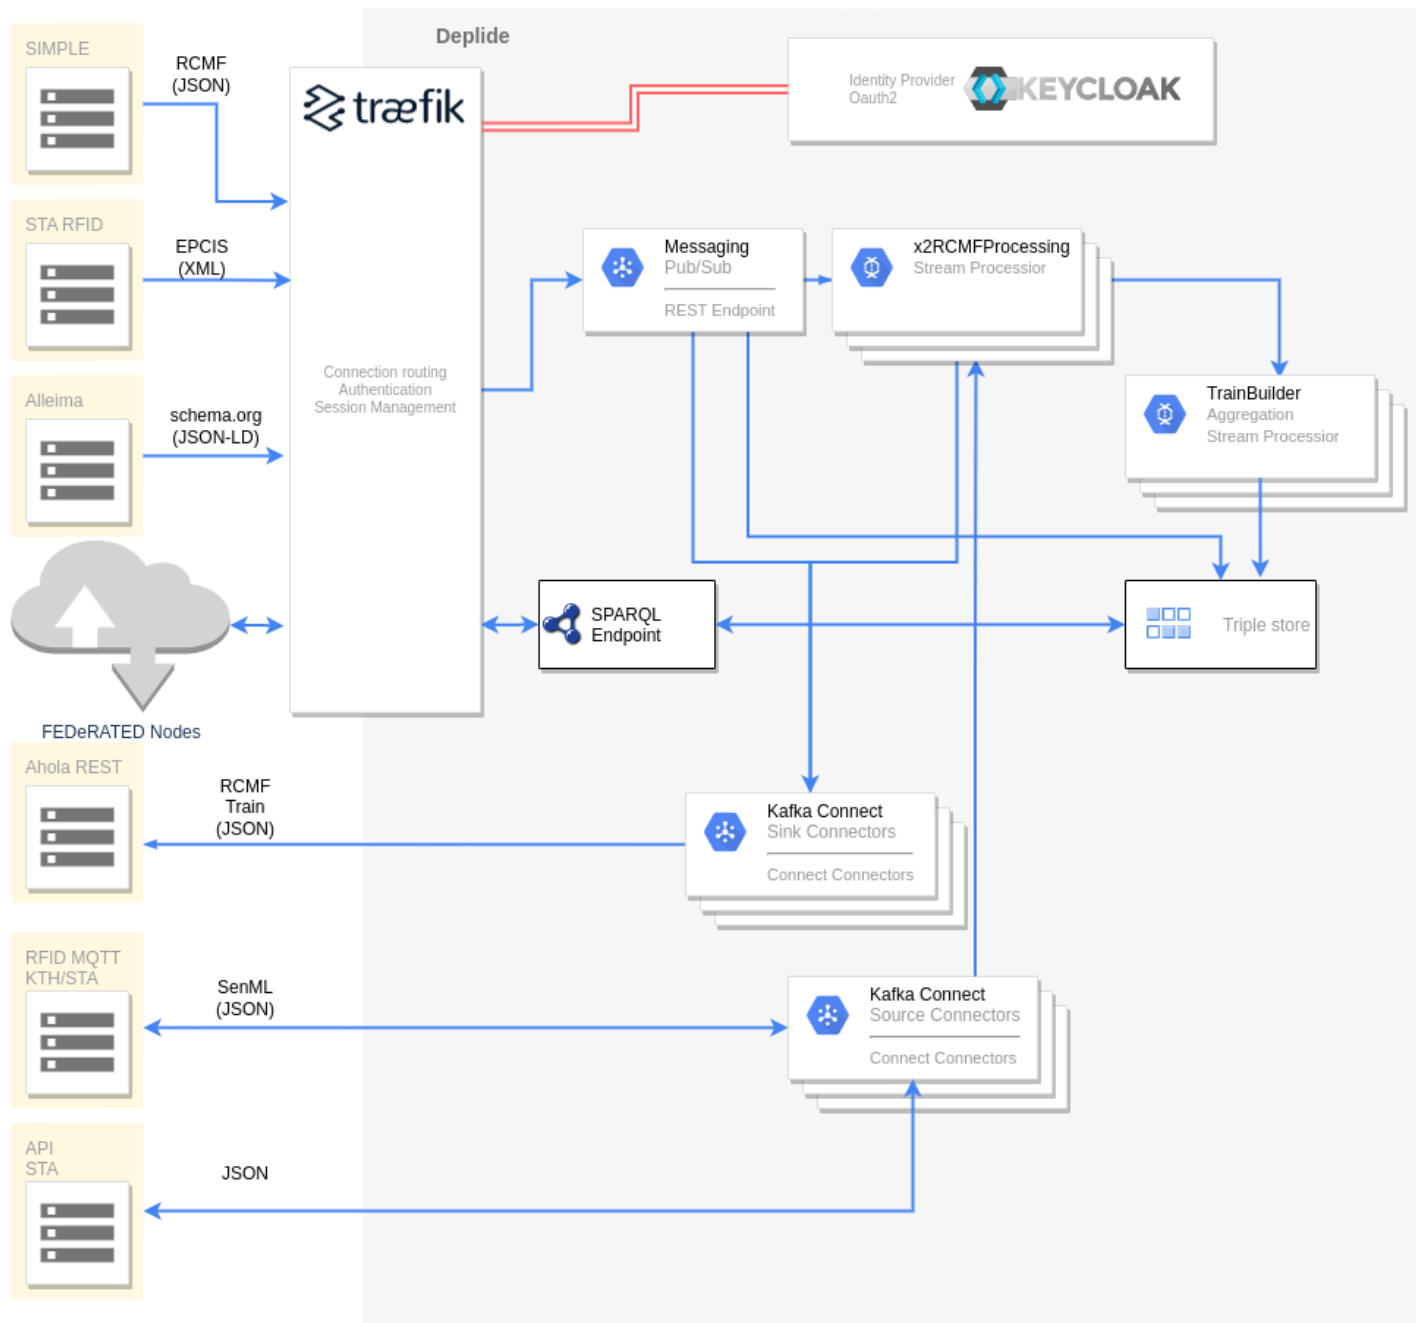 Deplide
SIMPLE
RCMF
(JSON)
træfik
Identity Provider
Oauth2
KEYCLOAK
STA RFID
EPCIS
(XML)
Messaging
Pub/Sub
REST Endpoint
x2RCMFProcessing
Stream Processior
Connection routing
Authentication
Session Management
Alleima
schema.org
(JSON-LD)
TrainBuilder
Aggregation
Stream Processior
SPARQL
Endpoint
Triple store
FEDeRATED Nodes
Ahola REST
RCMF
Train
(JSON)
Kafka Connect
Sink Connectors
Connect Connectors
RFID MQTT
KTH/STA
SenML
(JSON)
Kafka Connect
Source Connectors
Connect Connectors
API
STA
JSON